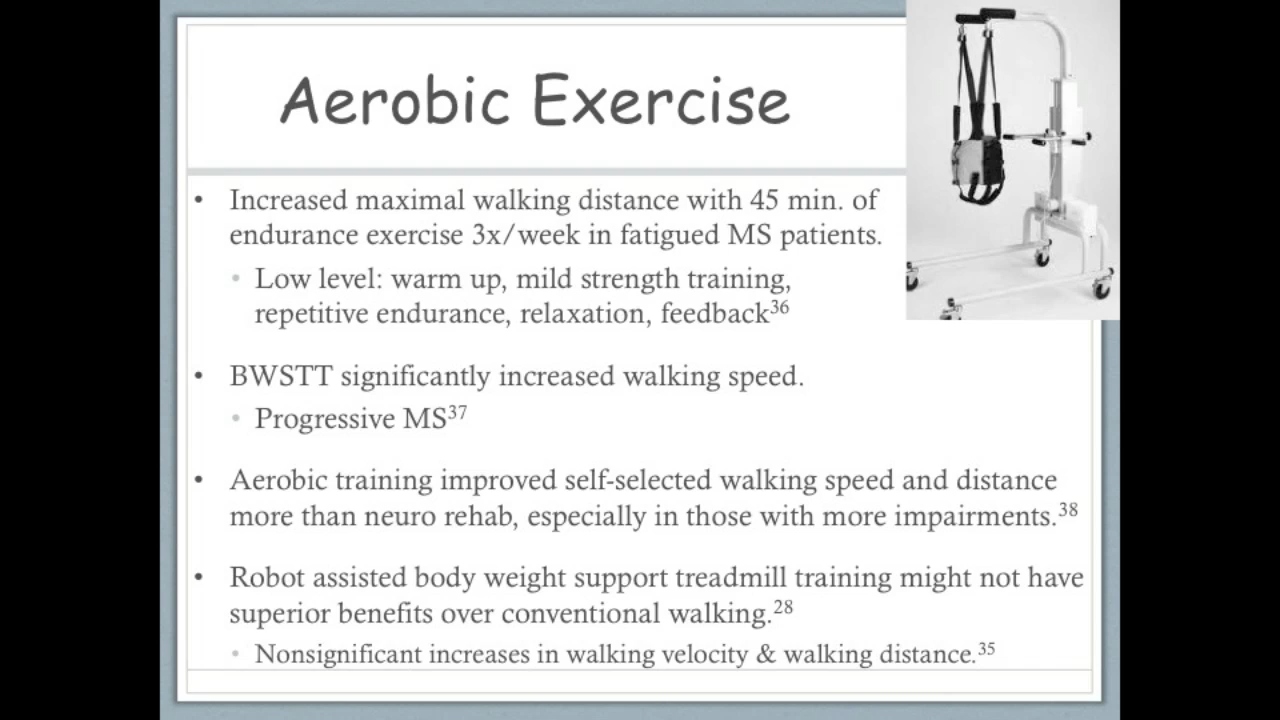 Aerobic Exercise
• Increased maximal walking distance with 45 min. of
endurance exercise 3x/week in fatigued MS patients.
• Low level: warm up, mild strength training,
repetitive endurance, relaxation, feedback³⁶
• BWSTT significantly increased walking speed.
• Progressive MS³⁷
• Aerobic training improved self-selected walking speed and distance
more than neuro rehab, especially in those with more impairments.³⁸
• Robot assisted body weight support treadmill training might not have
superior benefits over conventional walking.²⁸
• Nonsignificant increases in walking velocity & walking distance.³⁵